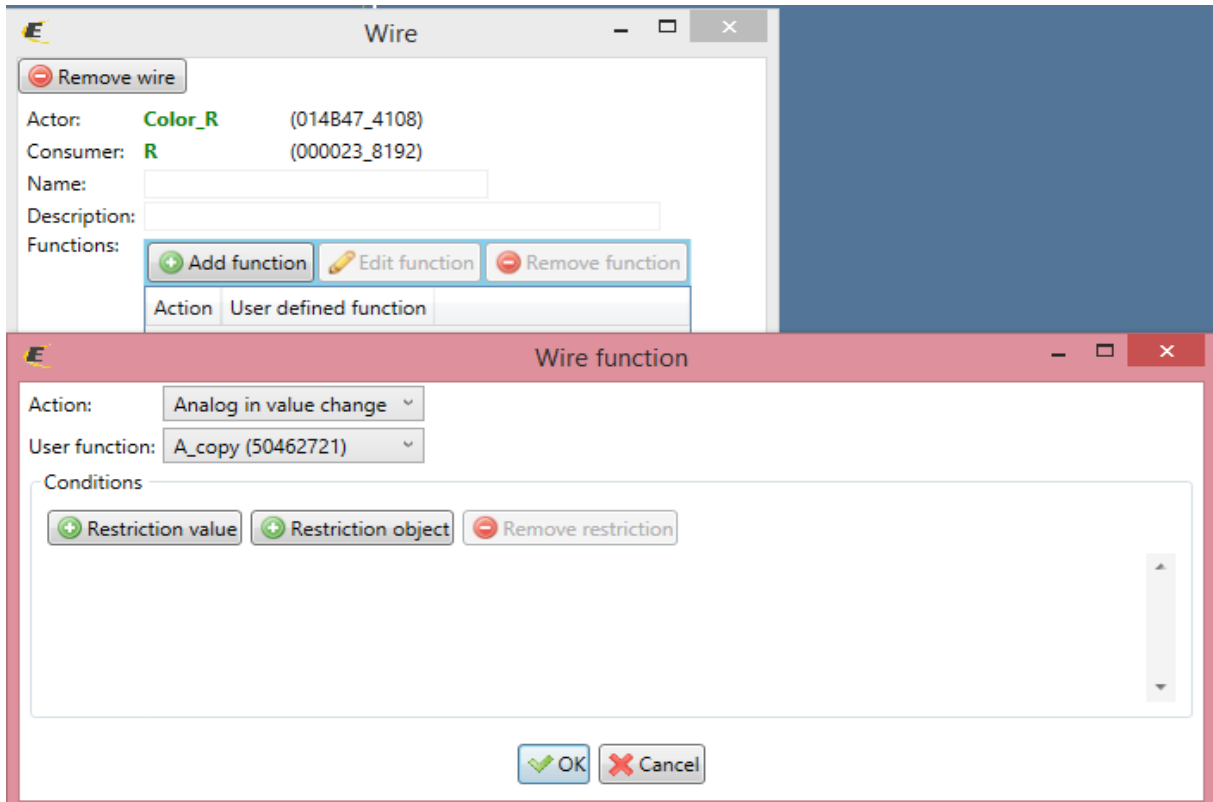 Wire
Remove wire
Actor: Color_R (014B47_4108)
Consumer: R (000023_8192)
Name:
Description:
Functions:
Add function Edit function Remove function
Action User defined function
Wire function
Action: Analog in value change
User function: A_copy (50462721)
Conditions
Restriction value Restriction object Remove restriction
OK Cancel